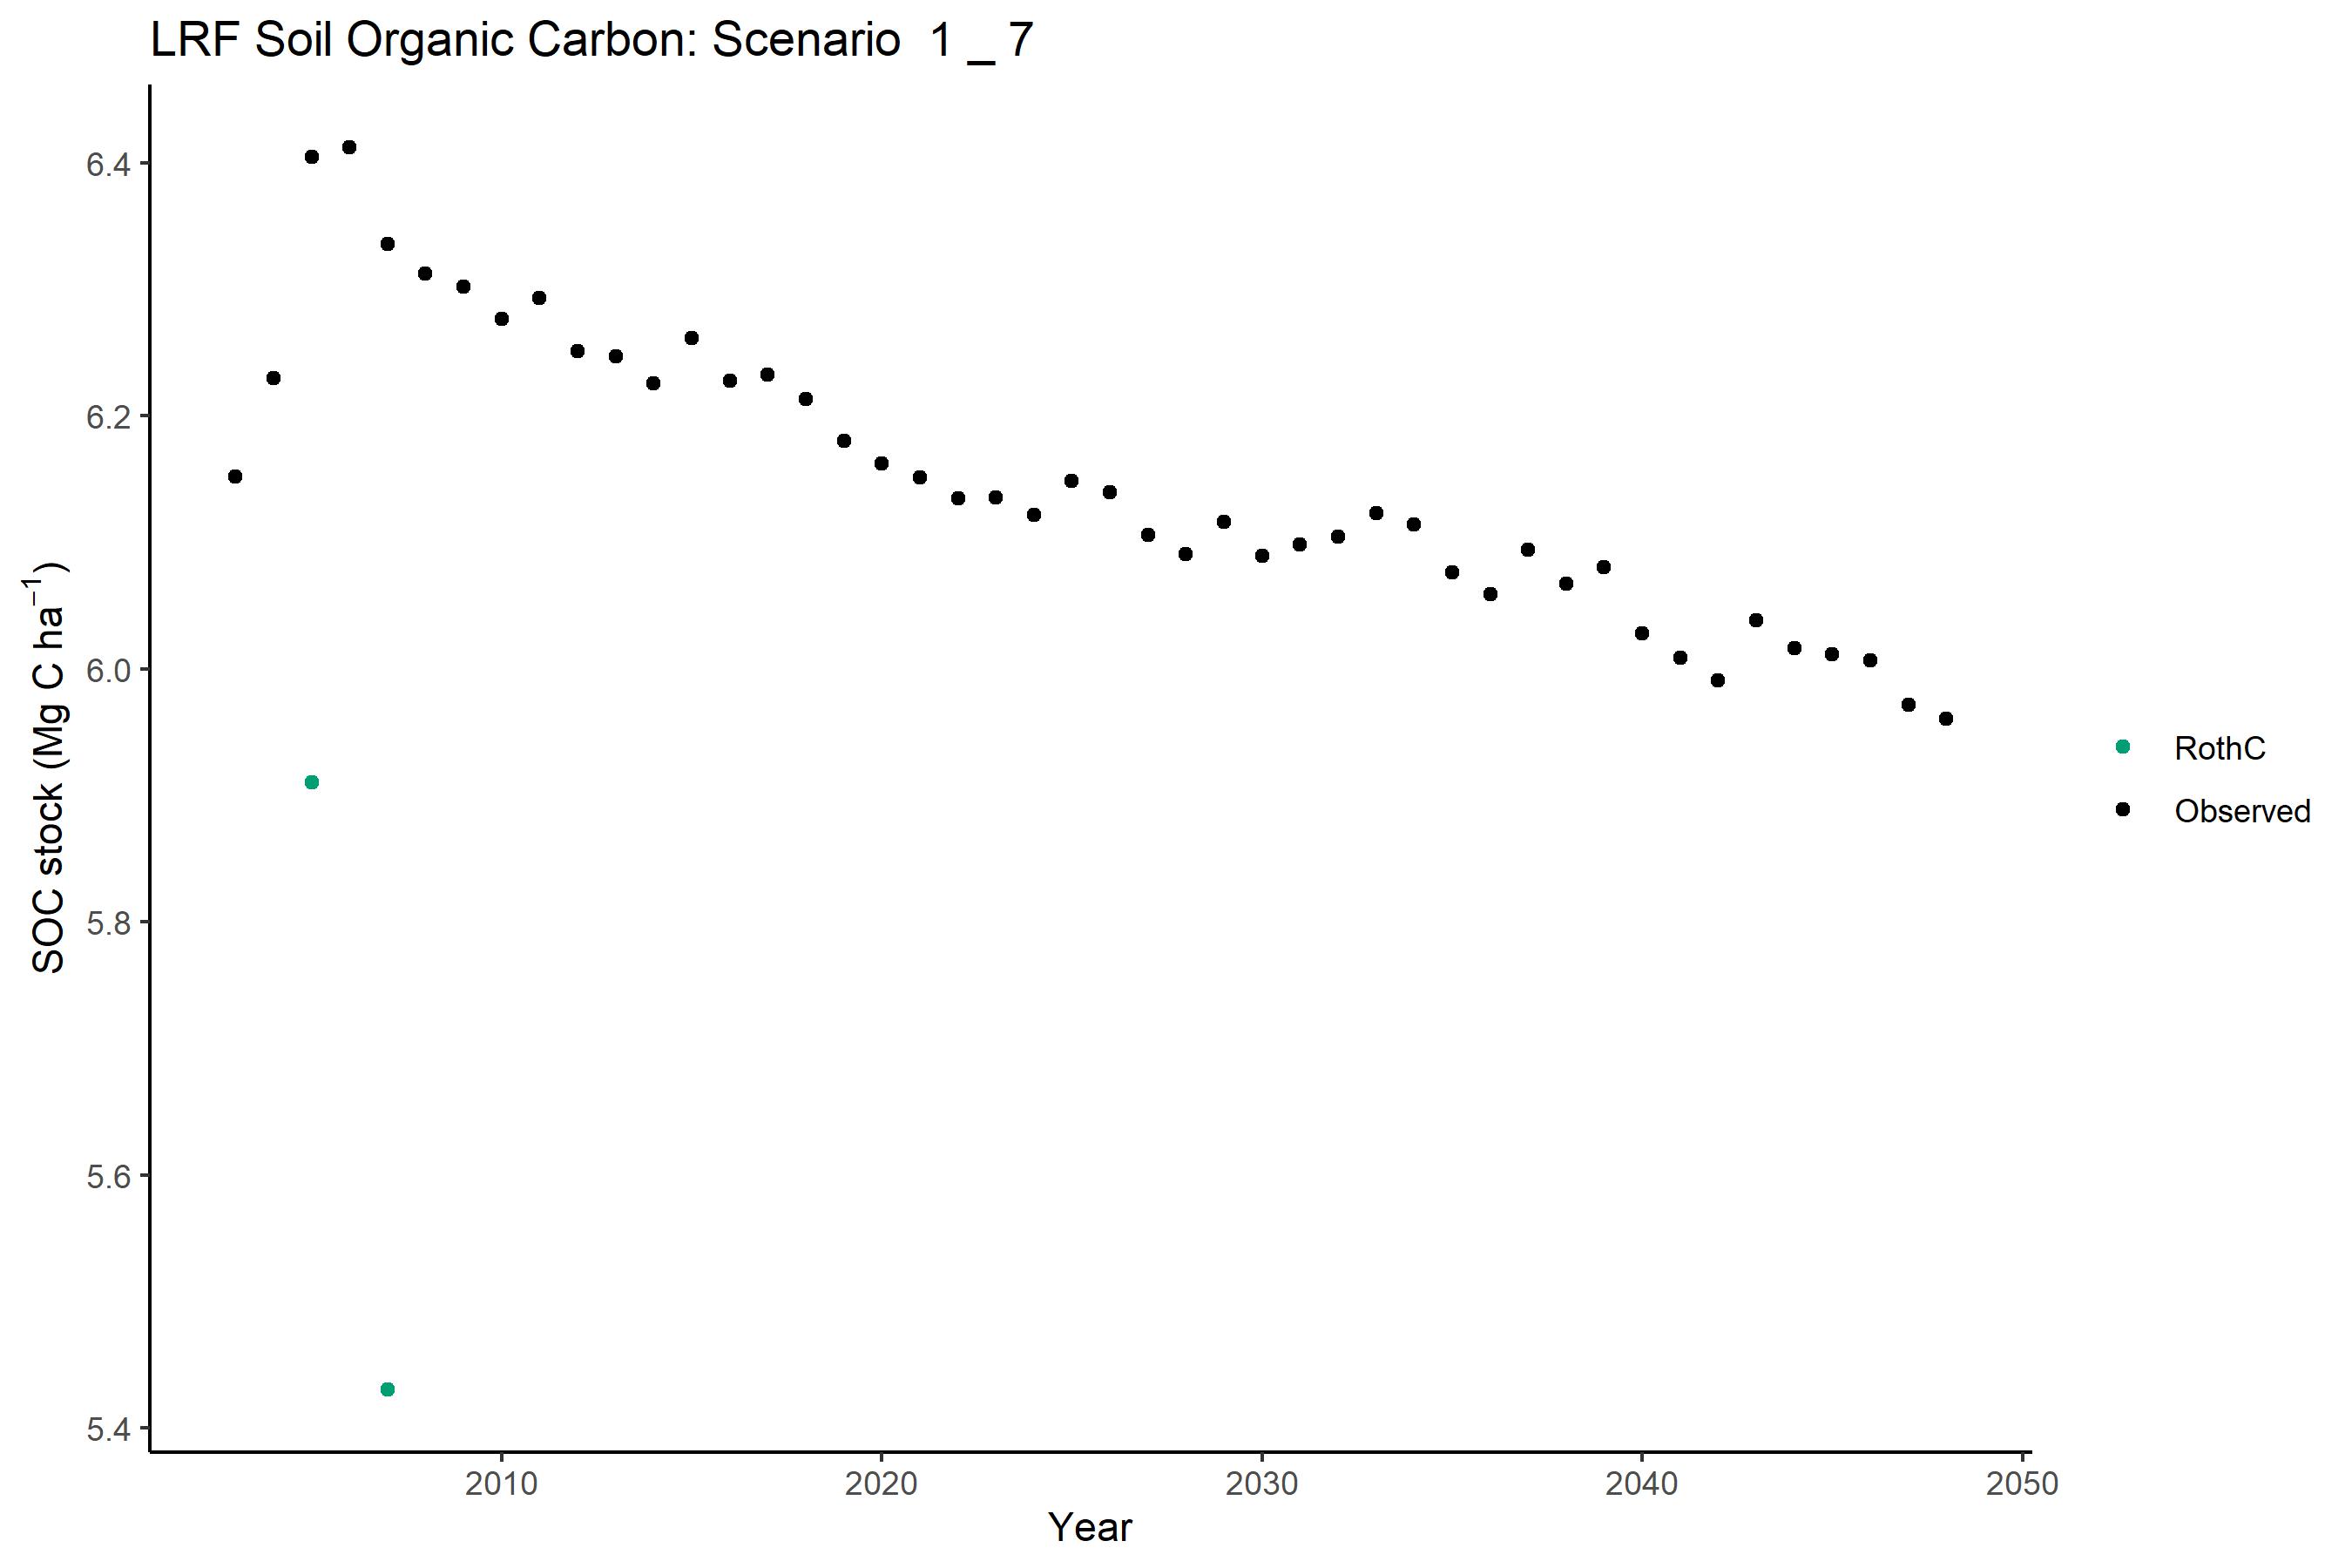 LRF Soil Organic Carbon: Scenario  1 _ 7
SOC stock (Mg C ha⁻¹)
6.4
6.2
6.0
5.8
5.6
5.4
2010 2020 2030 2040 2050
Year
RothC
Observed